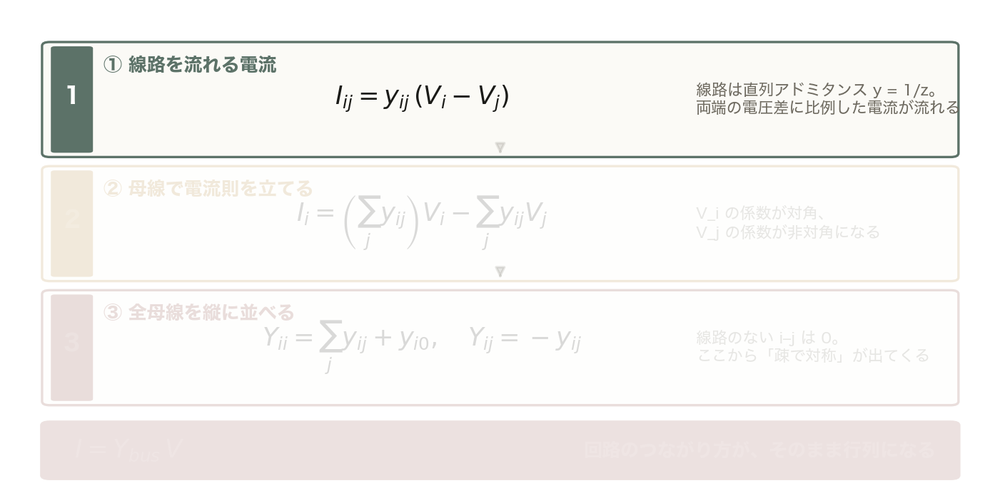 1
① 線路を流れる電流
I_{ij} = y_{ij} (V_i − V_j)
線路は直列アドミタンス y = 1/z。
両端の電圧差に比例した電流が流れる
2
② 母線で電流則を立てる
I_i = (∑_j y_{ij}) V_i − ∑_j y_{ij} V_j
V_i の係数が対角、
V_j の係数が非対角になる
3
③ 全母線を縦に並べる
Y_{ii} = ∑_j y_{ij} + y_{i0}, Y_{ij} = − y_{ij}
線路のない i–j は 0。
ここから「疎で対称」が出てくる
I = Y_{bus} V
回路のつながり方が、そのまま行列になる